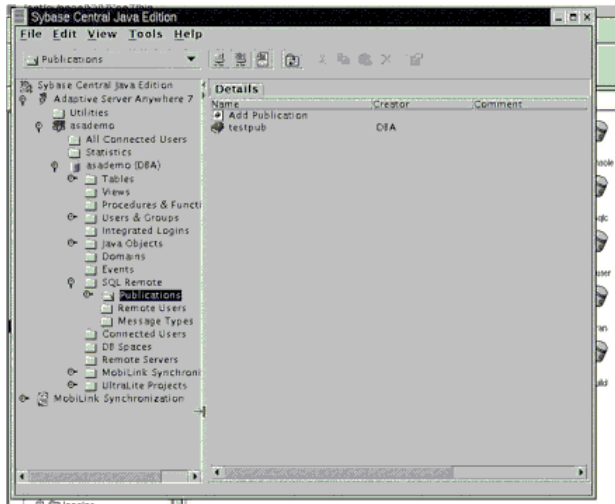 Sybase Central Java Edition
File Edit View Tools Help
Publications
Sybase Central Java Edition
Adaptive Server Anywhere 7
Utilities
asademo
All Connected Users
Statistics
asademo (DBA)
Tables
Views
Procedures & Functi
Users & Groups
Integrated Logins
Java Objects
Domains
Events
SQL Remote
Publications
Remote Users
Message Types
Connected Users
DB Spaces
Remote Servers
MobiLink Synchroni
UltraLite Projects
MobiLink Synchronization
Details
Name Creator Comment
Add Publication
testpub DBA